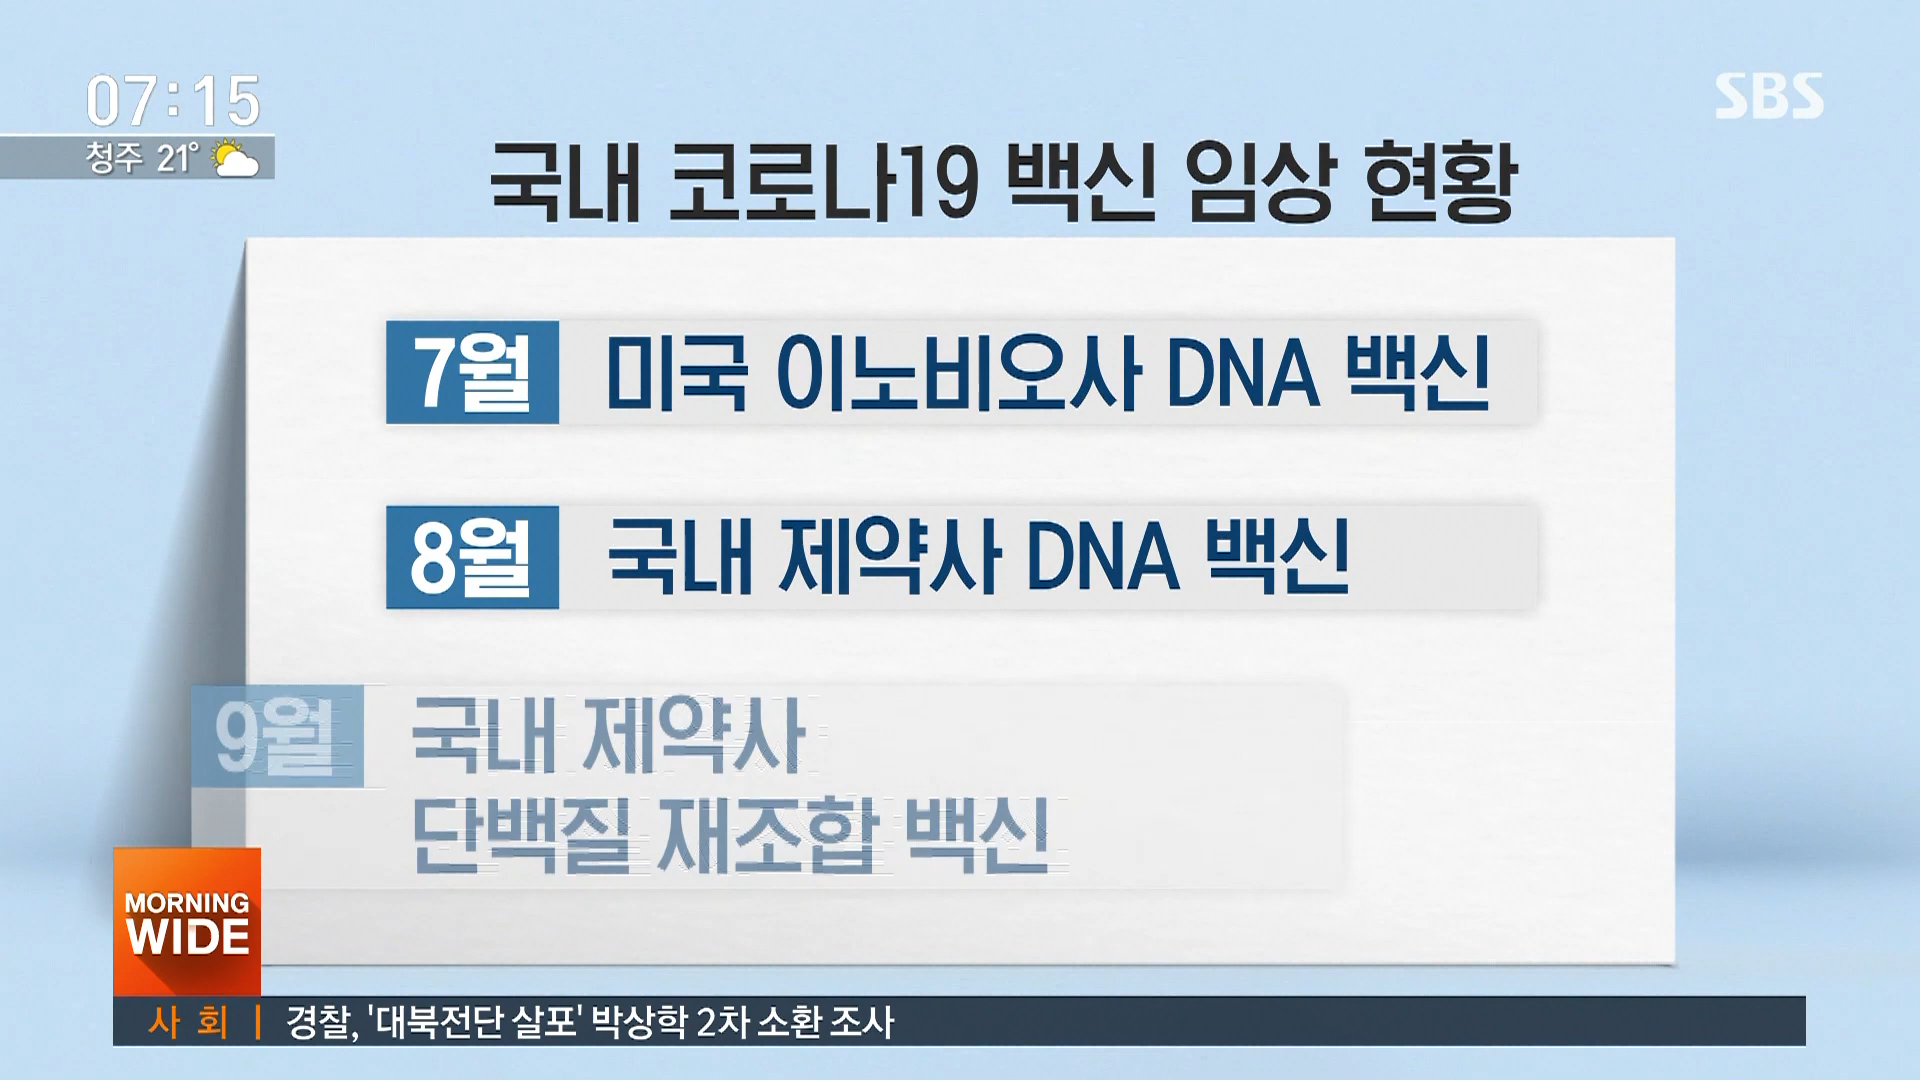 07:15
SBS
청주 21°
국내 코로나19 백신 임상 현황
7월 미국 이노비오사 DNA 백신
8월 국내 제약사 DNA 백신
9월 국내 제약사
단백질 재조합 백신
MORNING
WIDE
사 회 | 경찰, '대북전단 살포' 박상학 2차 소환 조사